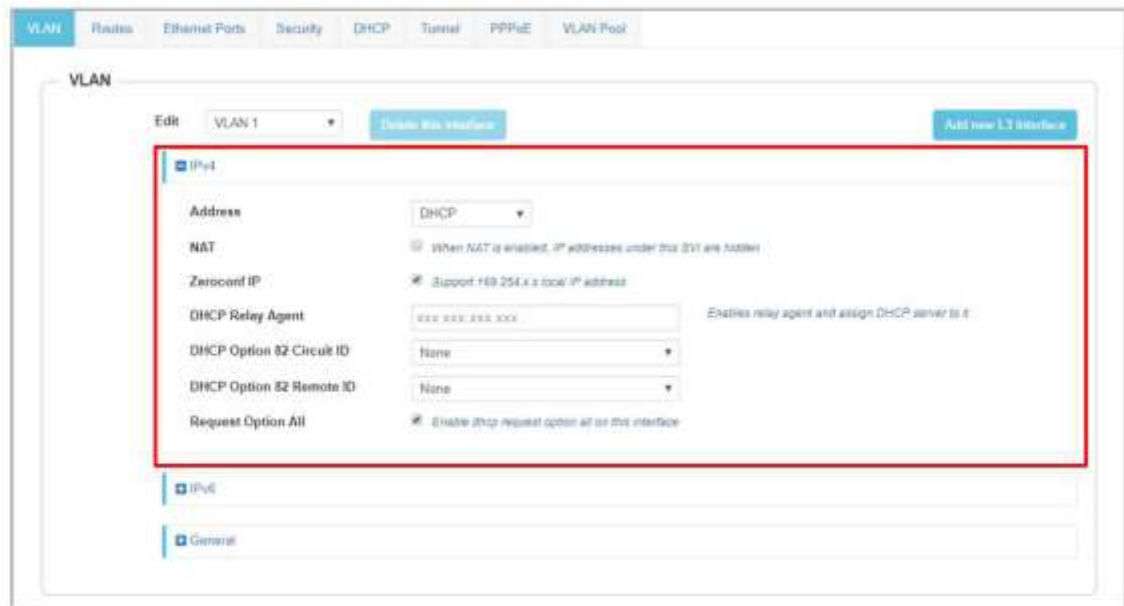 VLAN Routes Ethernet Ports Security DHCP Tunnel PPPoE VLAN Pool
VLAN
Edit VLAN 1 Delete this interface Add new L3 Interface
IPv4
Address DHCP
NAT When NAT is enabled, IP addresses under this SVI are hidden
Zeroconf IP Support 169.254.x.x local IP address
DHCP Relay Agent xxx.xxx.xxx.xxx Enables relay agent and assign DHCP server to it
DHCP Option 82 Circuit ID None
DHCP Option 82 Remote ID None
Request Option All Enable dhcp request option all on this interface
IPv6
General